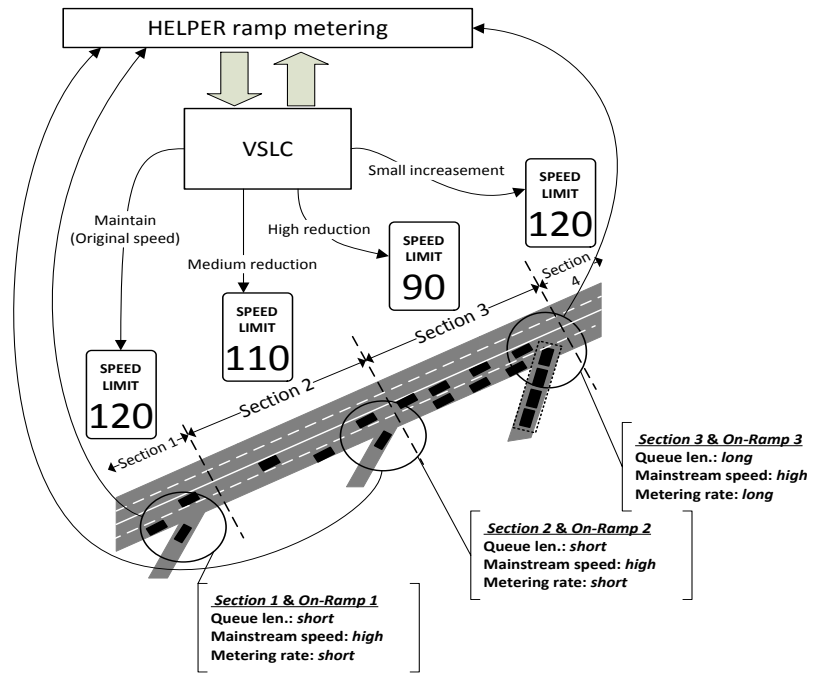 HELPER ramp metering
VSLC
Small increasement
SPEED
LIMIT
120
Maintain
(Original speed)
High reduction
SPEED
LIMIT
90
Medium reduction
Section
4
SPEED
LIMIT
110
Section 3
SPEED
LIMIT
120
Section 2
Section 1
Section 3 & On-Ramp 3
Queue len.: long
Mainstream speed: high
Metering rate: long
Section 2 & On-Ramp 2
Queue len.: short
Mainstream speed: high
Metering rate: short
Section 1 & On-Ramp 1
Queue len.: short
Mainstream speed: high
Metering rate: short